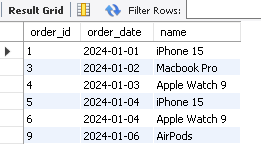 Result Grid Filter Rows:
order_id order_date name
1 2024-01-01 iPhone 15
3 2024-01-02 Macbook Pro
4 2024-01-03 Apple Watch 9
5 2024-01-04 iPhone 15
6 2024-01-04 Apple Watch 9
9 2024-01-06 AirPods